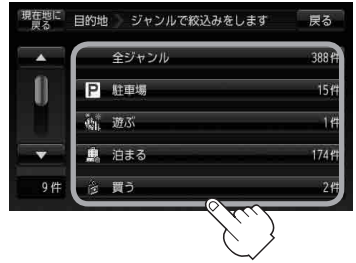 現在地に
戻る
目的地 ジャンルで絞込みをします
戻る
全ジャンル 388件
P 駐車場 15件
遊ぶ 1件
泊まる 174件
9件
買う 2件